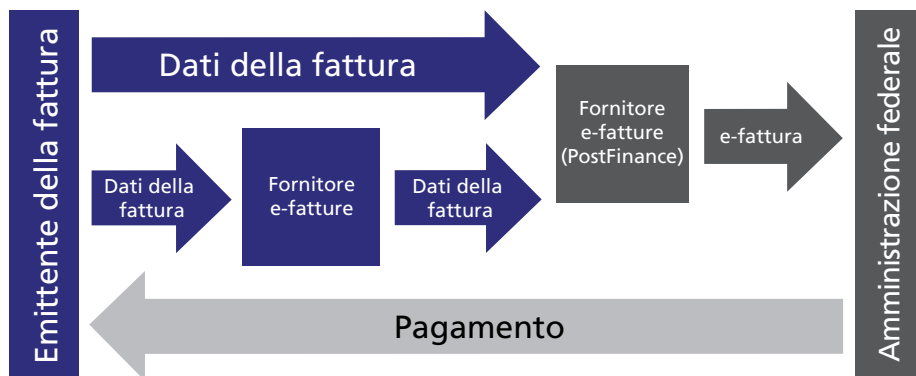 Emittente della fattura
Dati della fattura
Dati della
fattura
Fornitore
e-fatture
Dati della
fattura
Fornitore
e-fatture
(PostFinance)
e-fattura
Amministrazione federale
Pagamento